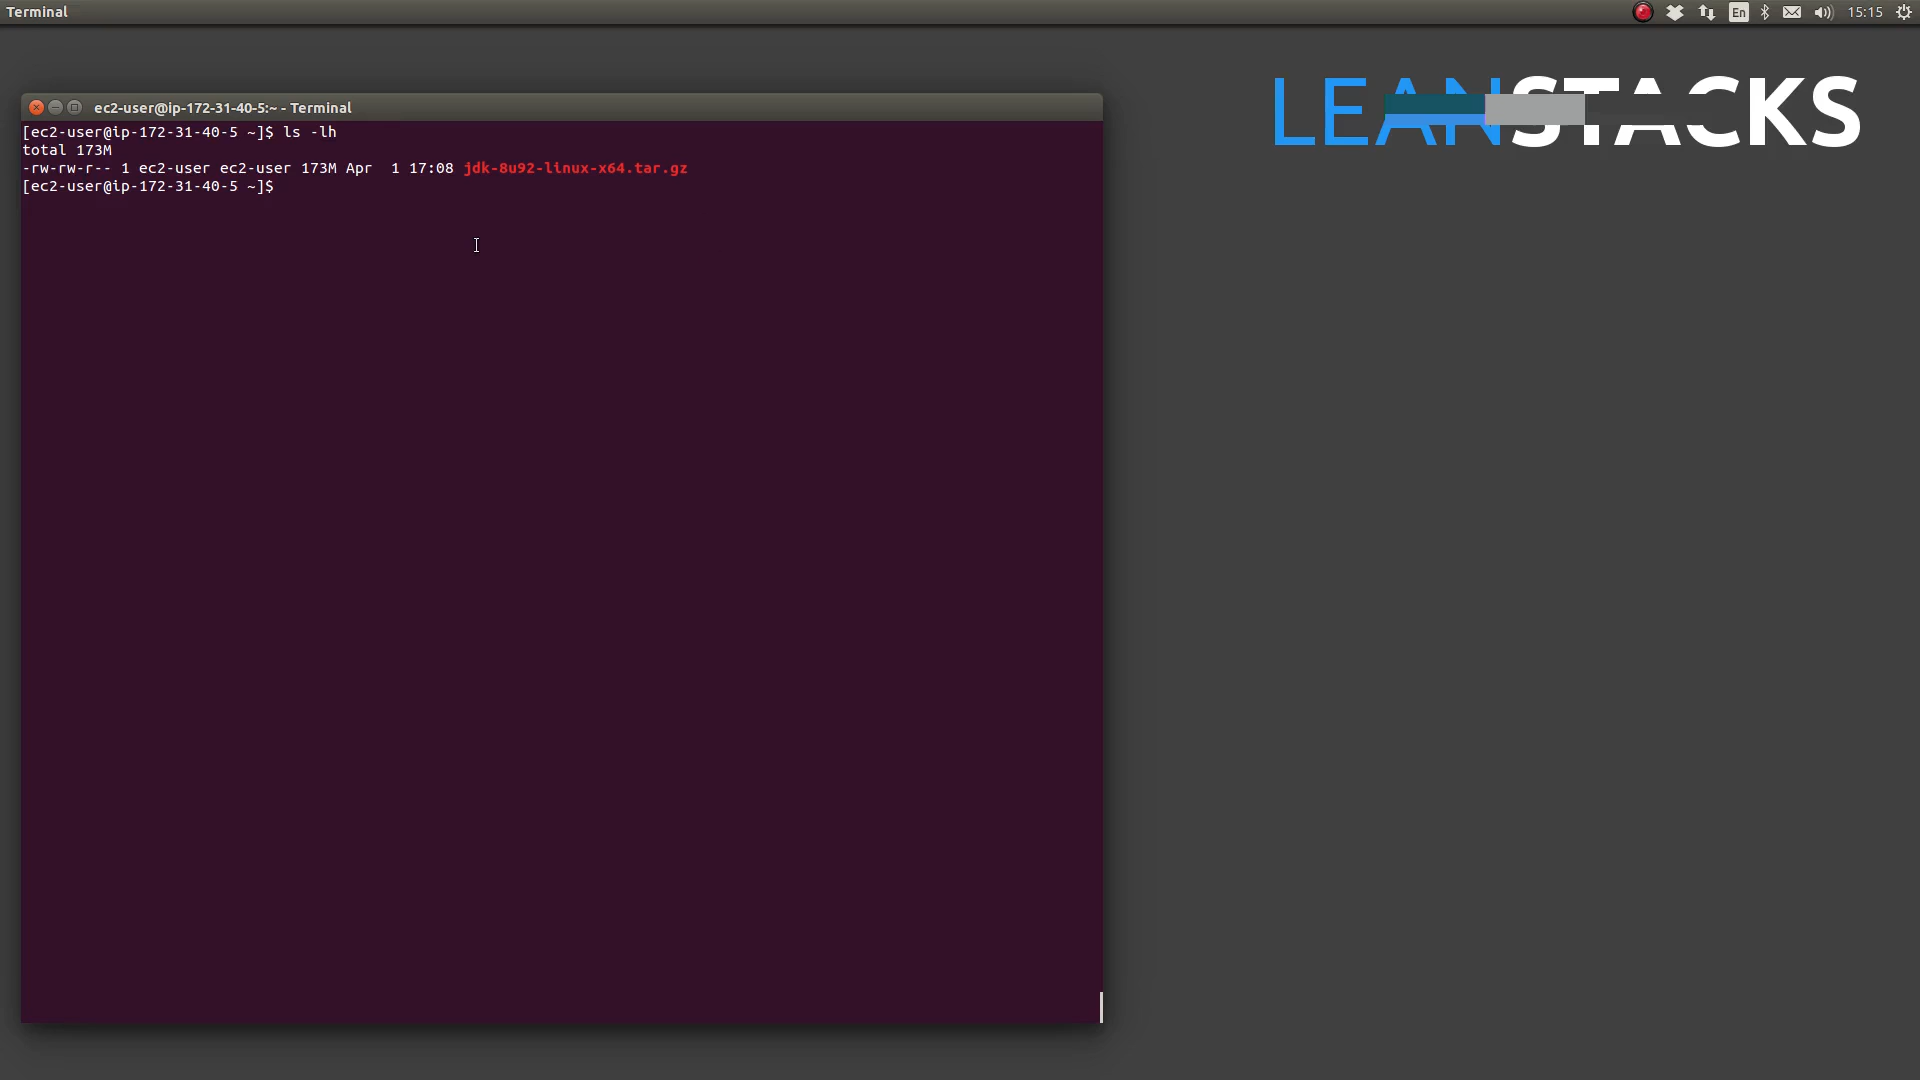 Terminal
En
15:15
LEANSTACKS
ec2-user@ip-172-31-40-5:~ - Terminal
[ec2-user@ip-172-31-40-5 ~]$ ls -lh
total 173M
-rw-rw-r-- 1 ec2-user ec2-user 173M Apr  1 17:08 jdk-8u92-linux-x64.tar.gz
[ec2-user@ip-172-31-40-5 ~]$